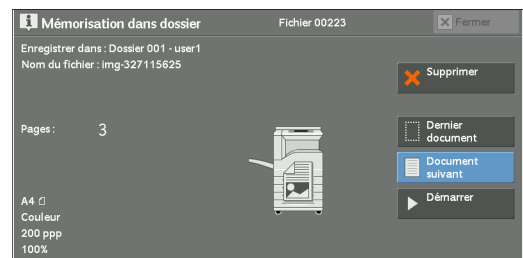 Mémorisation dans dossier
Fichier 00223
Fermer
Enregistrer dans : Dossier 001 - user1
Nom du fichier : img-327115625
Supprimer
Pages : 3
Dernier
document
Document
suivant
Démarrer
A4
Couleur
200 ppp
100%